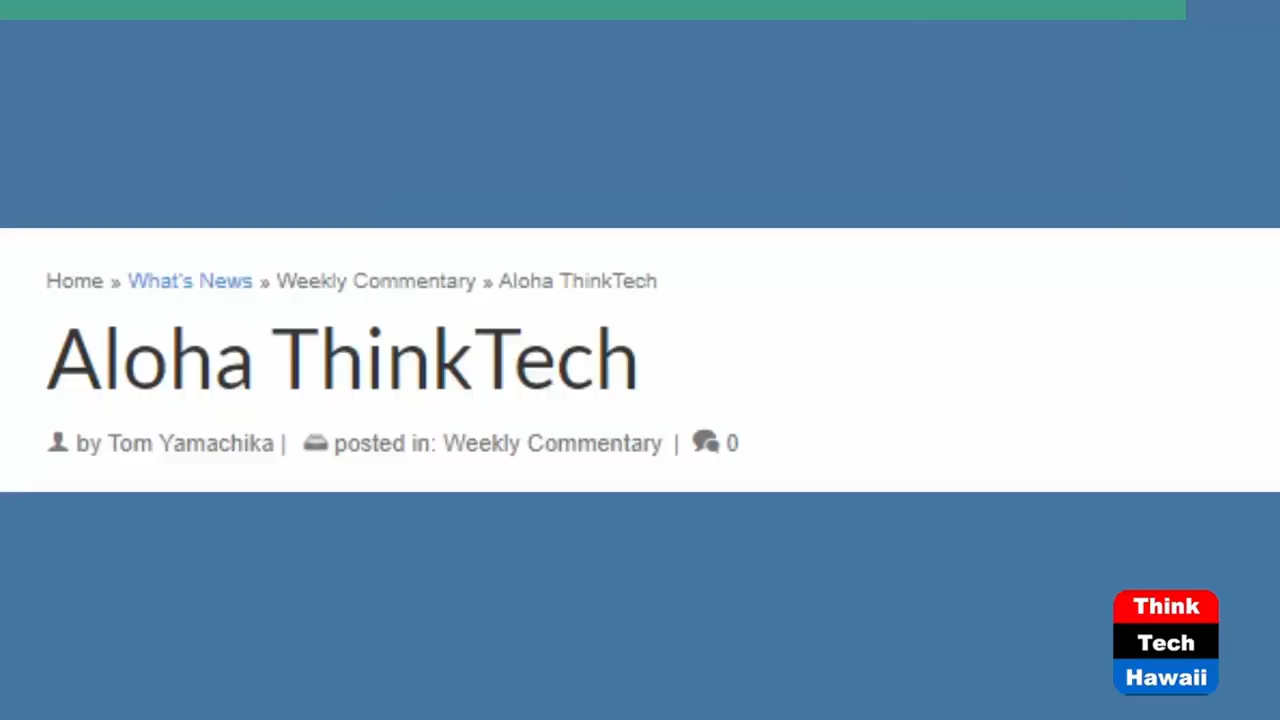 Home » What's News » Weekly Commentary » Aloha ThinkTech
Aloha ThinkTech
by Tom Yamachika | posted in: Weekly Commentary | 0
Think
Tech
Hawaii